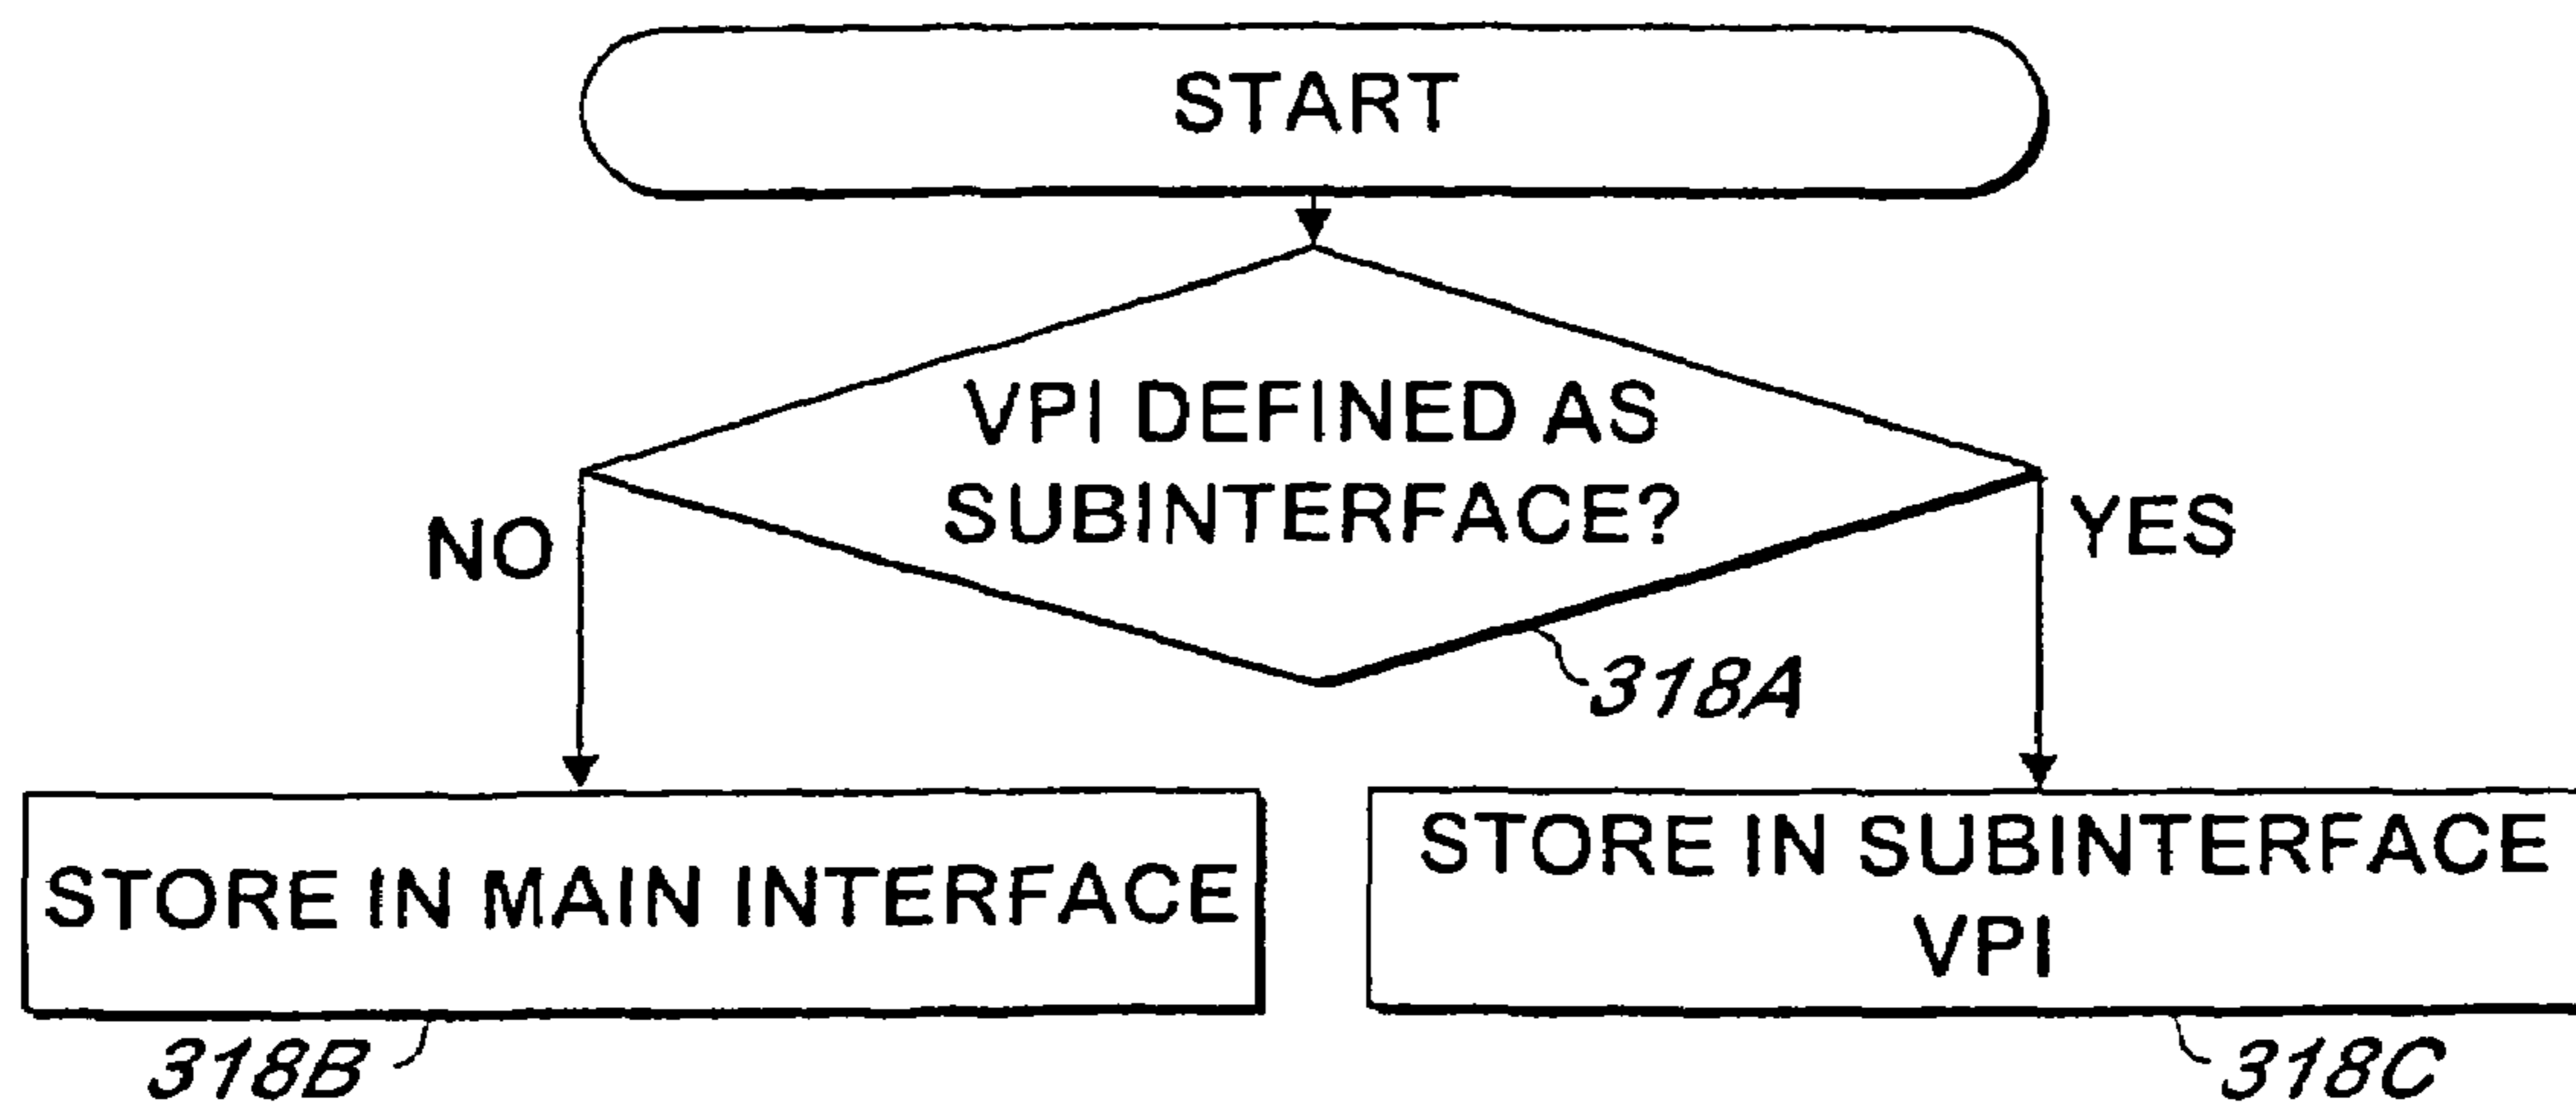 START
VPI DEFINED AS
SUBINTERFACE?
NO
YES
318A
STORE IN MAIN INTERFACE
STORE IN SUBINTERFACE
VPI
318B
318C